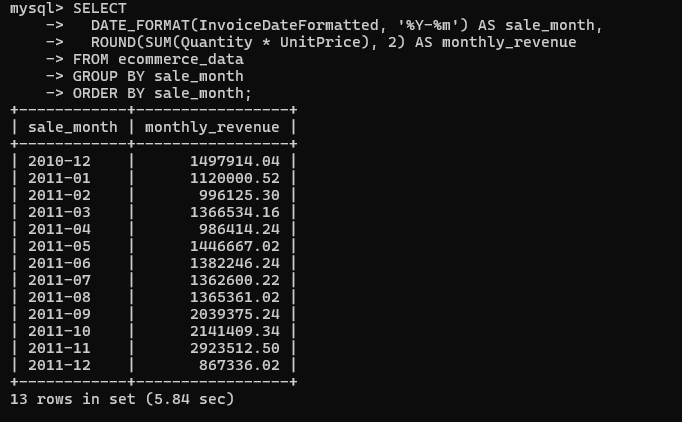 mysql> SELECT
    ->   DATE_FORMAT(InvoiceDateFormatted, '%Y-%m') AS sale_month,
    ->   ROUND(SUM(Quantity * UnitPrice), 2) AS monthly_revenue
    -> FROM ecommerce_data
    -> GROUP BY sale_month
    -> ORDER BY sale_month;
+------------+-----------------+
| sale_month | monthly_revenue |
+------------+-----------------+
| 2010-12    |      1497914.04 |
| 2011-01    |      1120000.52 |
| 2011-02    |       996125.30 |
| 2011-03    |      1366534.16 |
| 2011-04    |       986414.24 |
| 2011-05    |      1446667.02 |
| 2011-06    |      1382246.24 |
| 2011-07    |      1362600.22 |
| 2011-08    |      1365361.02 |
| 2011-09    |      2039375.24 |
| 2011-10    |      2141409.34 |
| 2011-11    |      2923512.50 |
| 2011-12    |       867336.02 |
+------------+-----------------+
13 rows in set (5.84 sec)